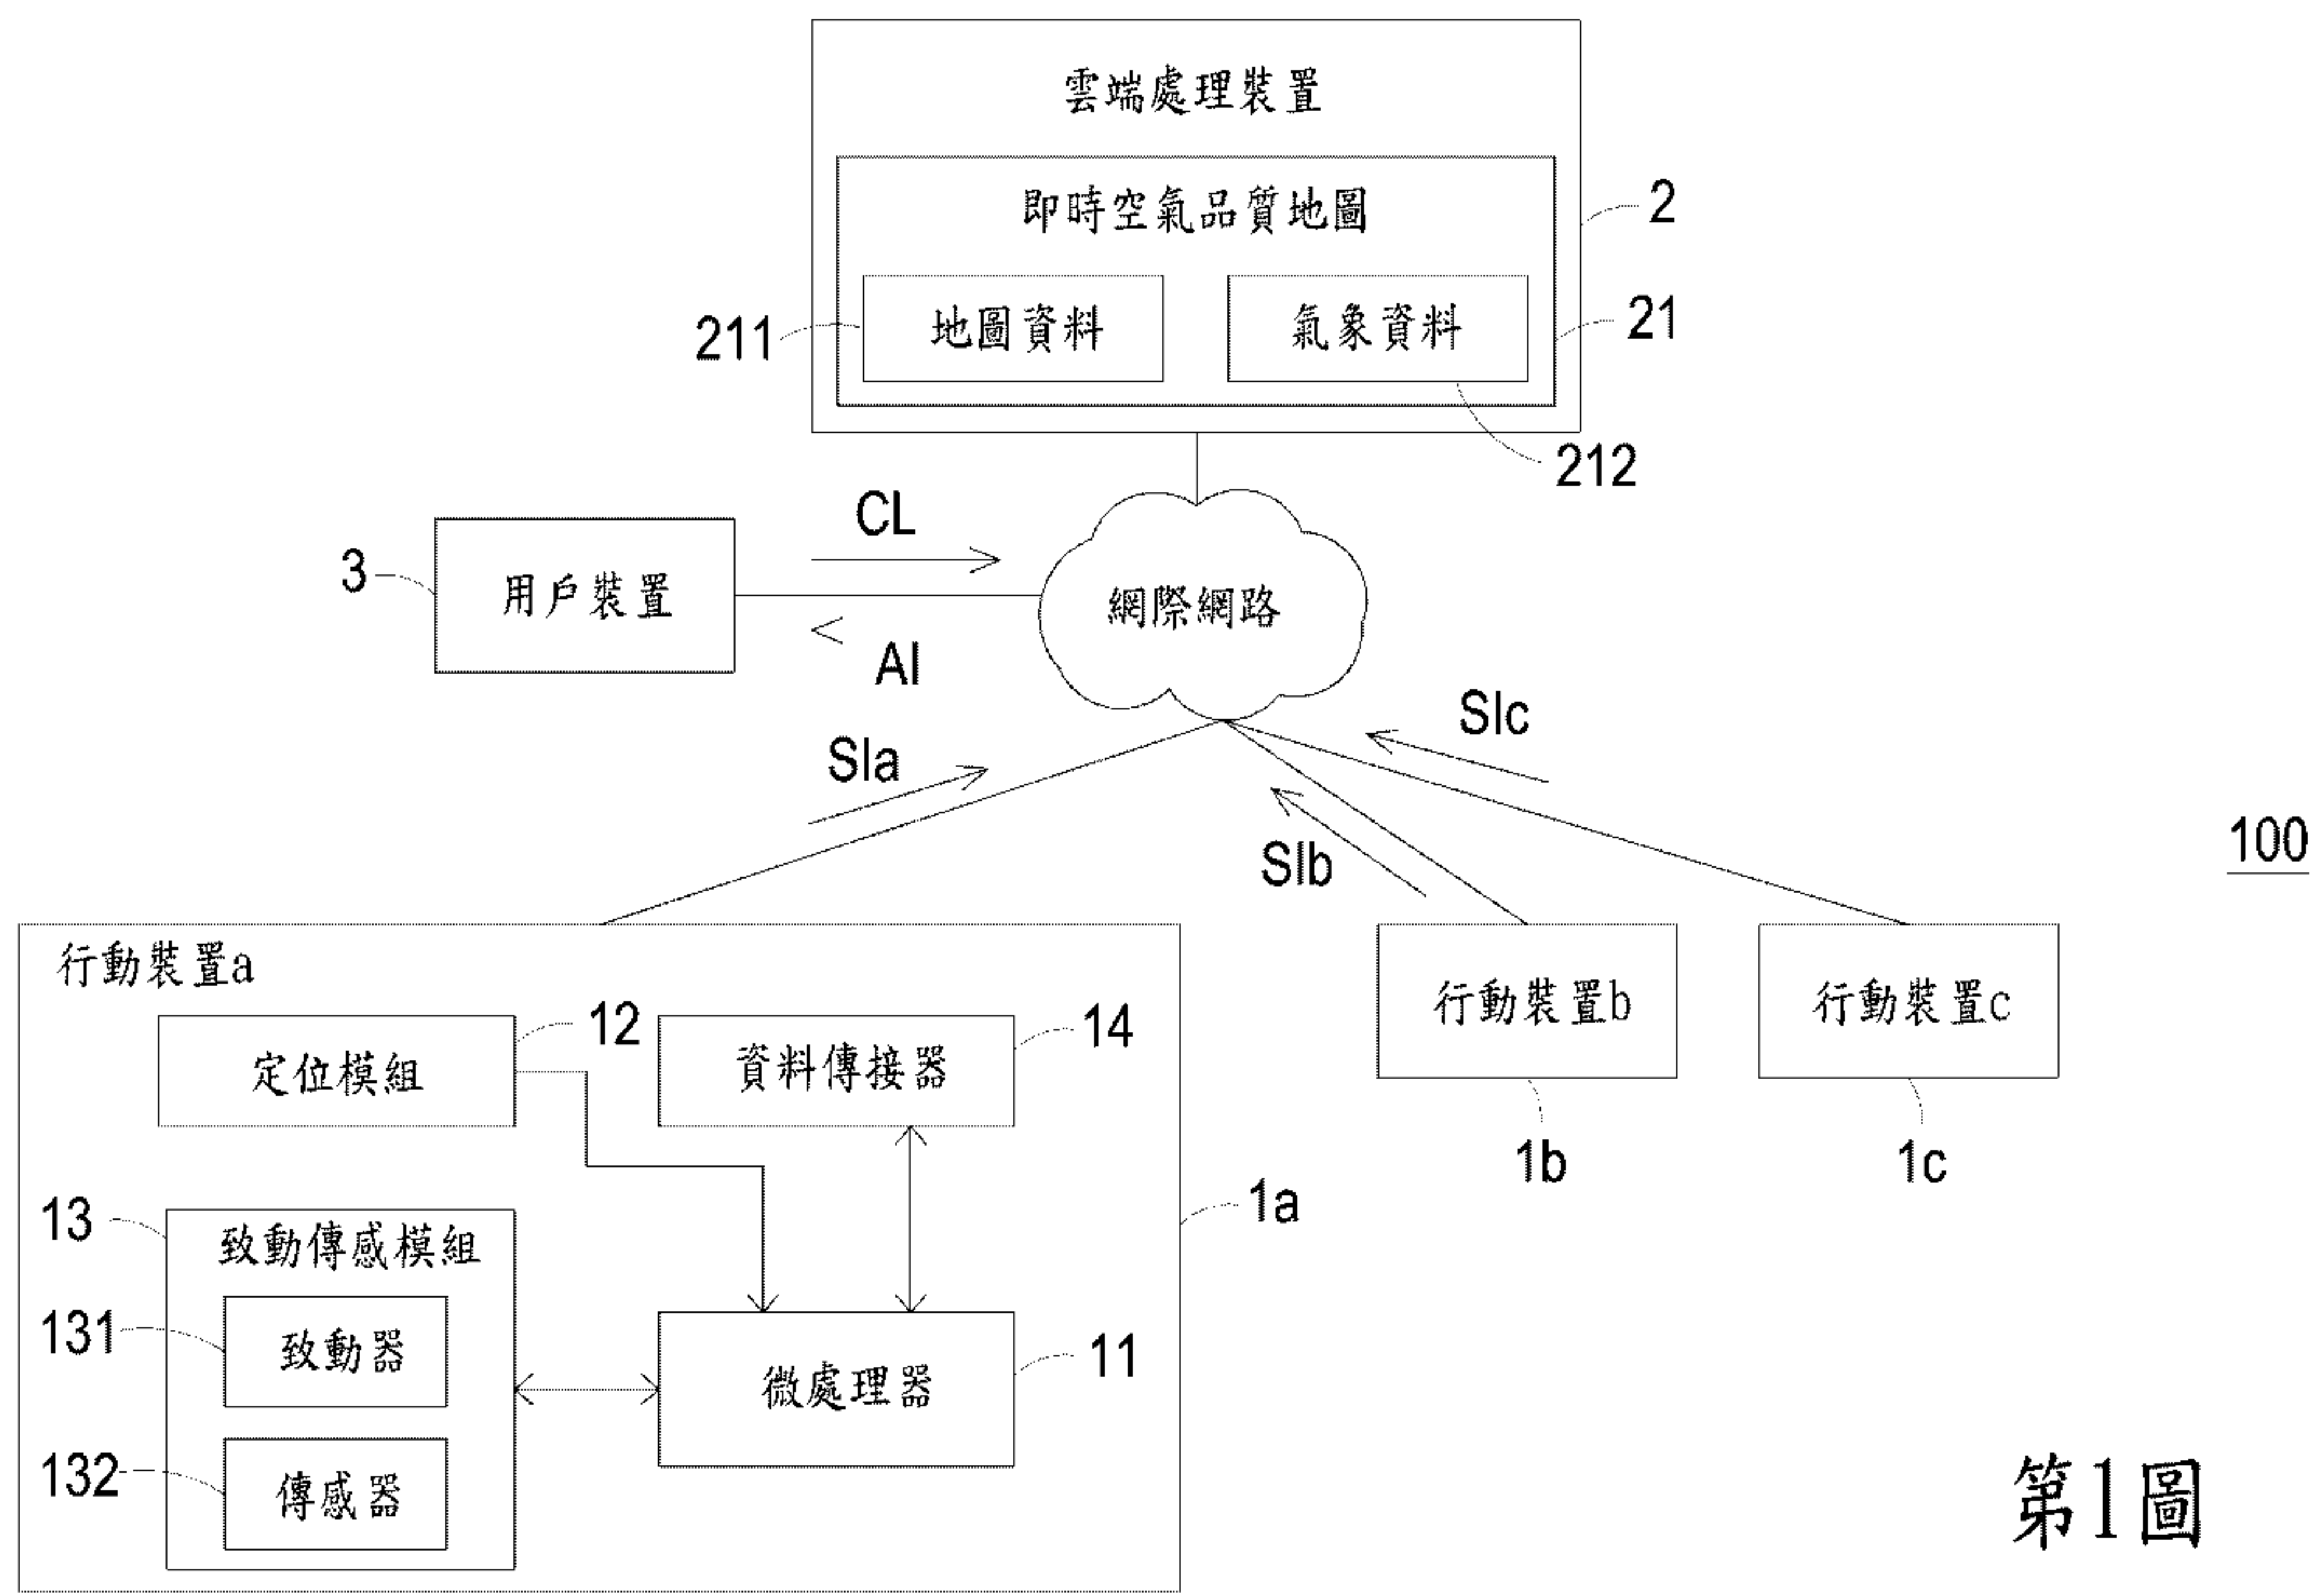 雲端處理裝置
即時空氣品質地圖
2
地圖資料
氣象資料
211
21
212
CL
3
用戶裝置
網際網路
AI
SIa
SIb
SIc
100
行動裝置a
行動裝置b
行動裝置c
12
14
定位模組
資料傳接器
1b
1c
1a
13
致動傳感模組
131
致動器
微處理器
11
132
傳感器
第1圖